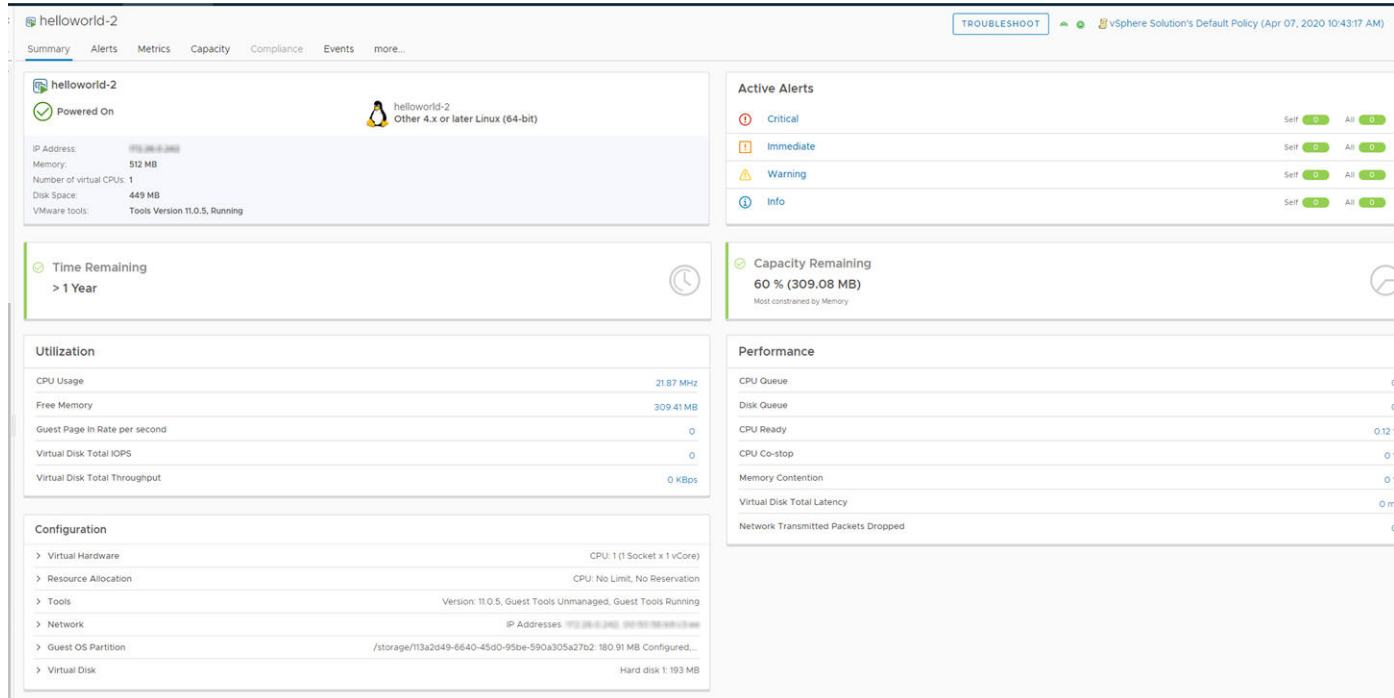 helloworld-2
TROUBLESHOOT
vSphere Solution's Default Policy (Apr 07, 2020 10:43:17 AM)
Summary Alerts Metrics Capacity Compliance Events more...
helloworld-2
Powered On
helloworld-2
Other 4.x or later Linux (64-bit)
IP Address:
Memory: 512 MB
Number of virtual CPUs: 1
Disk Space: 449 MB
VMware tools: Tools Version 11.0.5, Running
Active Alerts
Critical Self 0 All 0
Immediate Self 0 All 0
Warning Self 0 All 0
Info Self 0 All 0
Time Remaining
> 1 Year
Capacity Remaining
60 % (309.08 MB)
Most constrained by Memory
Utilization
CPU Usage 21.87 MHz
Free Memory 309.41 MB
Guest Page In Rate per second 0
Virtual Disk Total IOPS 0
Virtual Disk Total Throughput 0 KBps
Performance
CPU Queue
Disk Queue
CPU Ready 0.12
CPU Co-stop 0
Memory Contention 0
Virtual Disk Total Latency 0 m
Network Transmitted Packets Dropped
Configuration
> Virtual Hardware CPU: 1 (1 Socket x 1 vCore)
> Resource Allocation CPU: No Limit, No Reservation
> Tools Version: 11.0.5, Guest Tools Unmanaged, Guest Tools Running
> Network IP Addresses
> Guest OS Partition /storage/113a2d49-6640-45d0-95be-590a305a27b2: 180.91 MB Configured,...
> Virtual Disk Hard disk 1: 193 MB